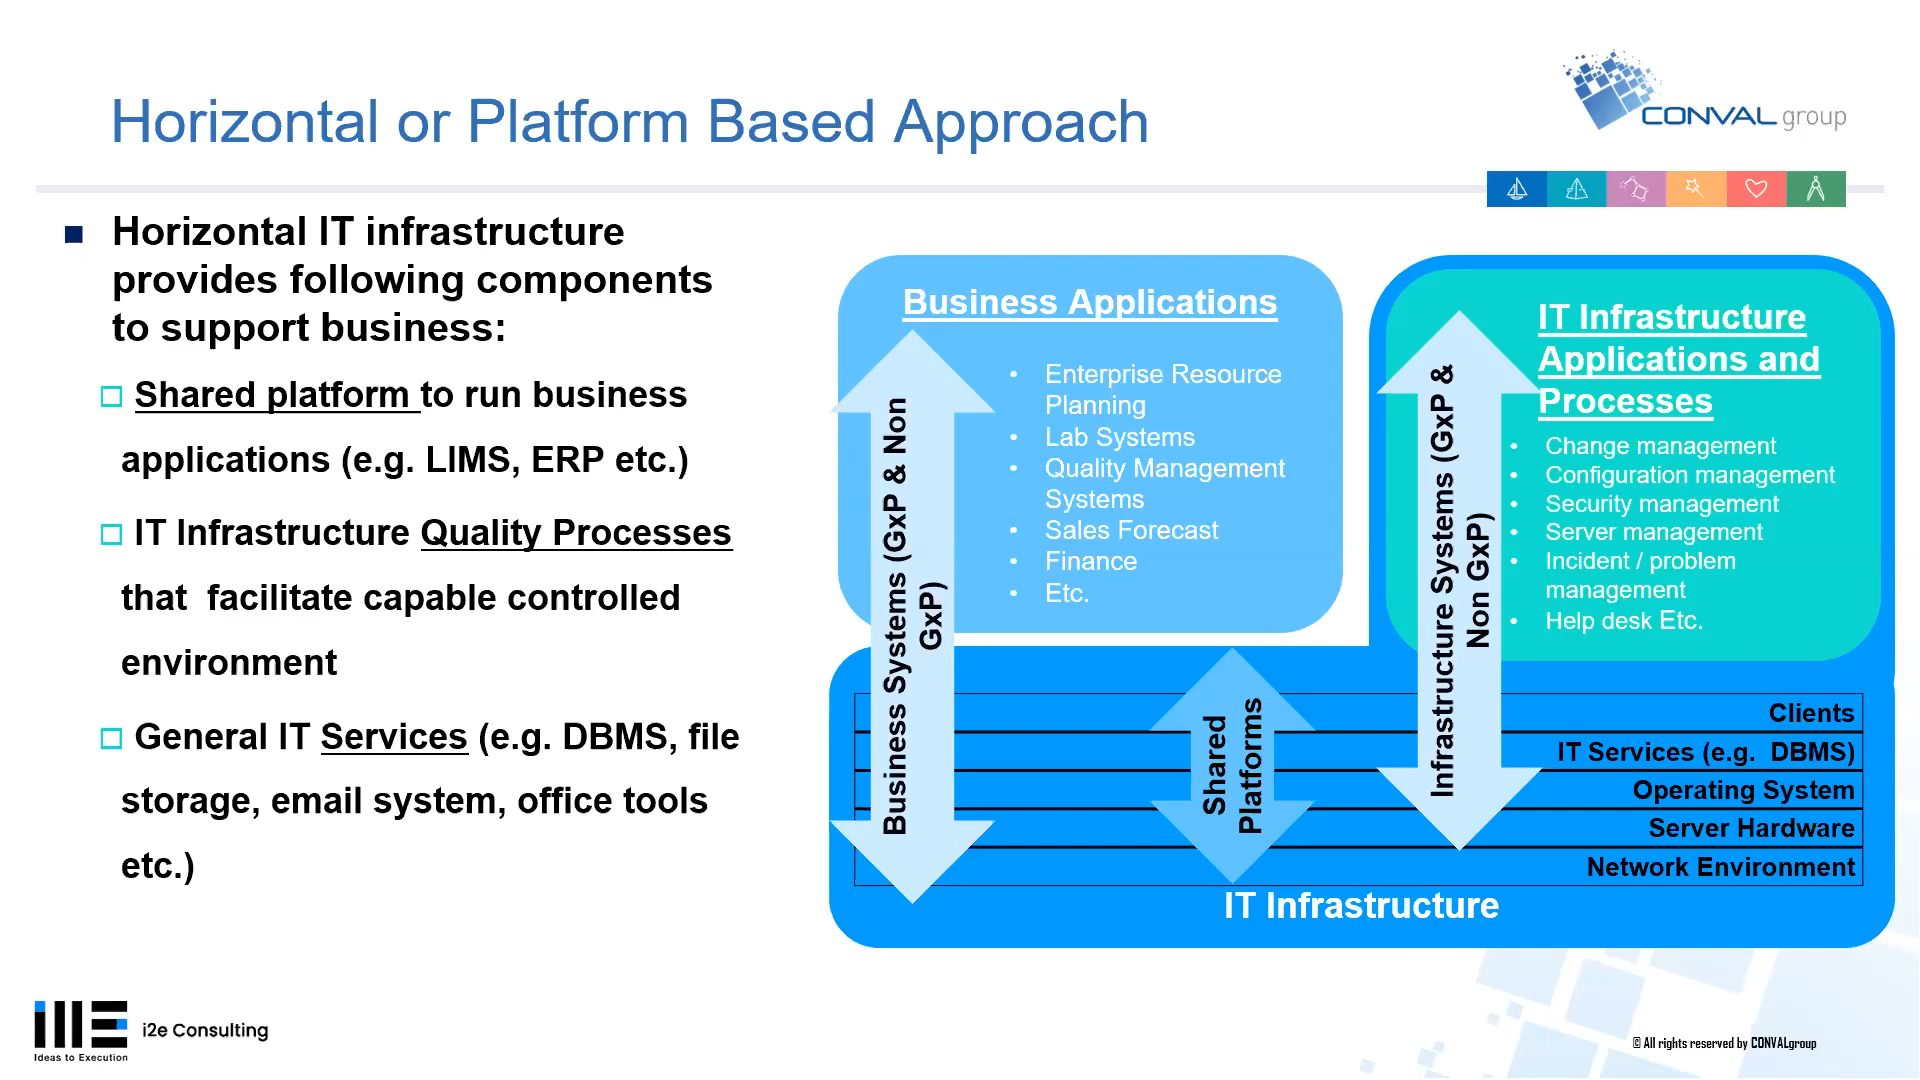 Horizontal or Platform Based Approach
CONVAL group
Horizontal IT infrastructure
provides following components
to support business:
Shared platform to run business
applications (e.g. LIMS, ERP etc.)
IT Infrastructure Quality Processes
that facilitate capable controlled
environment
General IT Services (e.g. DBMS, file
storage, email system, office tools
etc.)
Business Applications
• Enterprise Resource
Planning
• Lab Systems
• Quality Management
Systems
• Sales Forecast
• Finance
• Etc.
Business Systems (GxP & Non
GxP)
IT Infrastructure
Applications and
Processes
• Change management
• Configuration management
• Security management
• Server management
• Incident / problem
management
• Help desk Etc.
Infrastructure Systems (GxP &
Non GxP)
Shared
Platforms
Clients
IT Services (e.g. DBMS)
Operating System
Server Hardware
Network Environment
IT Infrastructure
Ideas to Execution
i2e Consulting
© All rights reserved by CONVALgroup